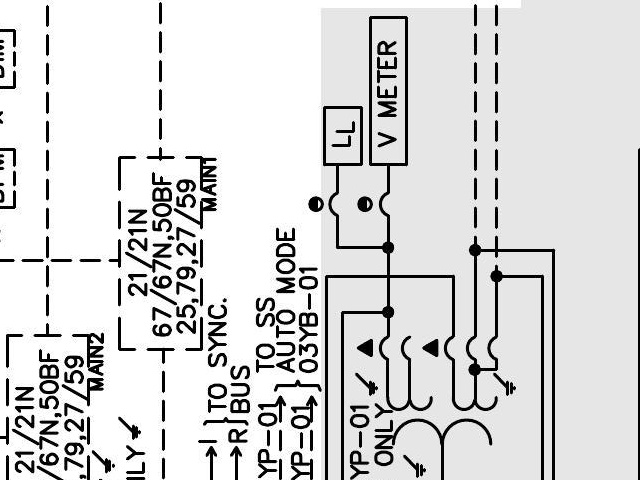 LL
V METER
21/21N
67/67N,50BF
25,79,27/59
MAIN1
TO SYNC.
BUS
TO SS
AUTO MODE
03YB-01
21/21N
/67N,50BF
,79,27/59
MAIN2
YP-01
YP-01
YP-01
ONLY